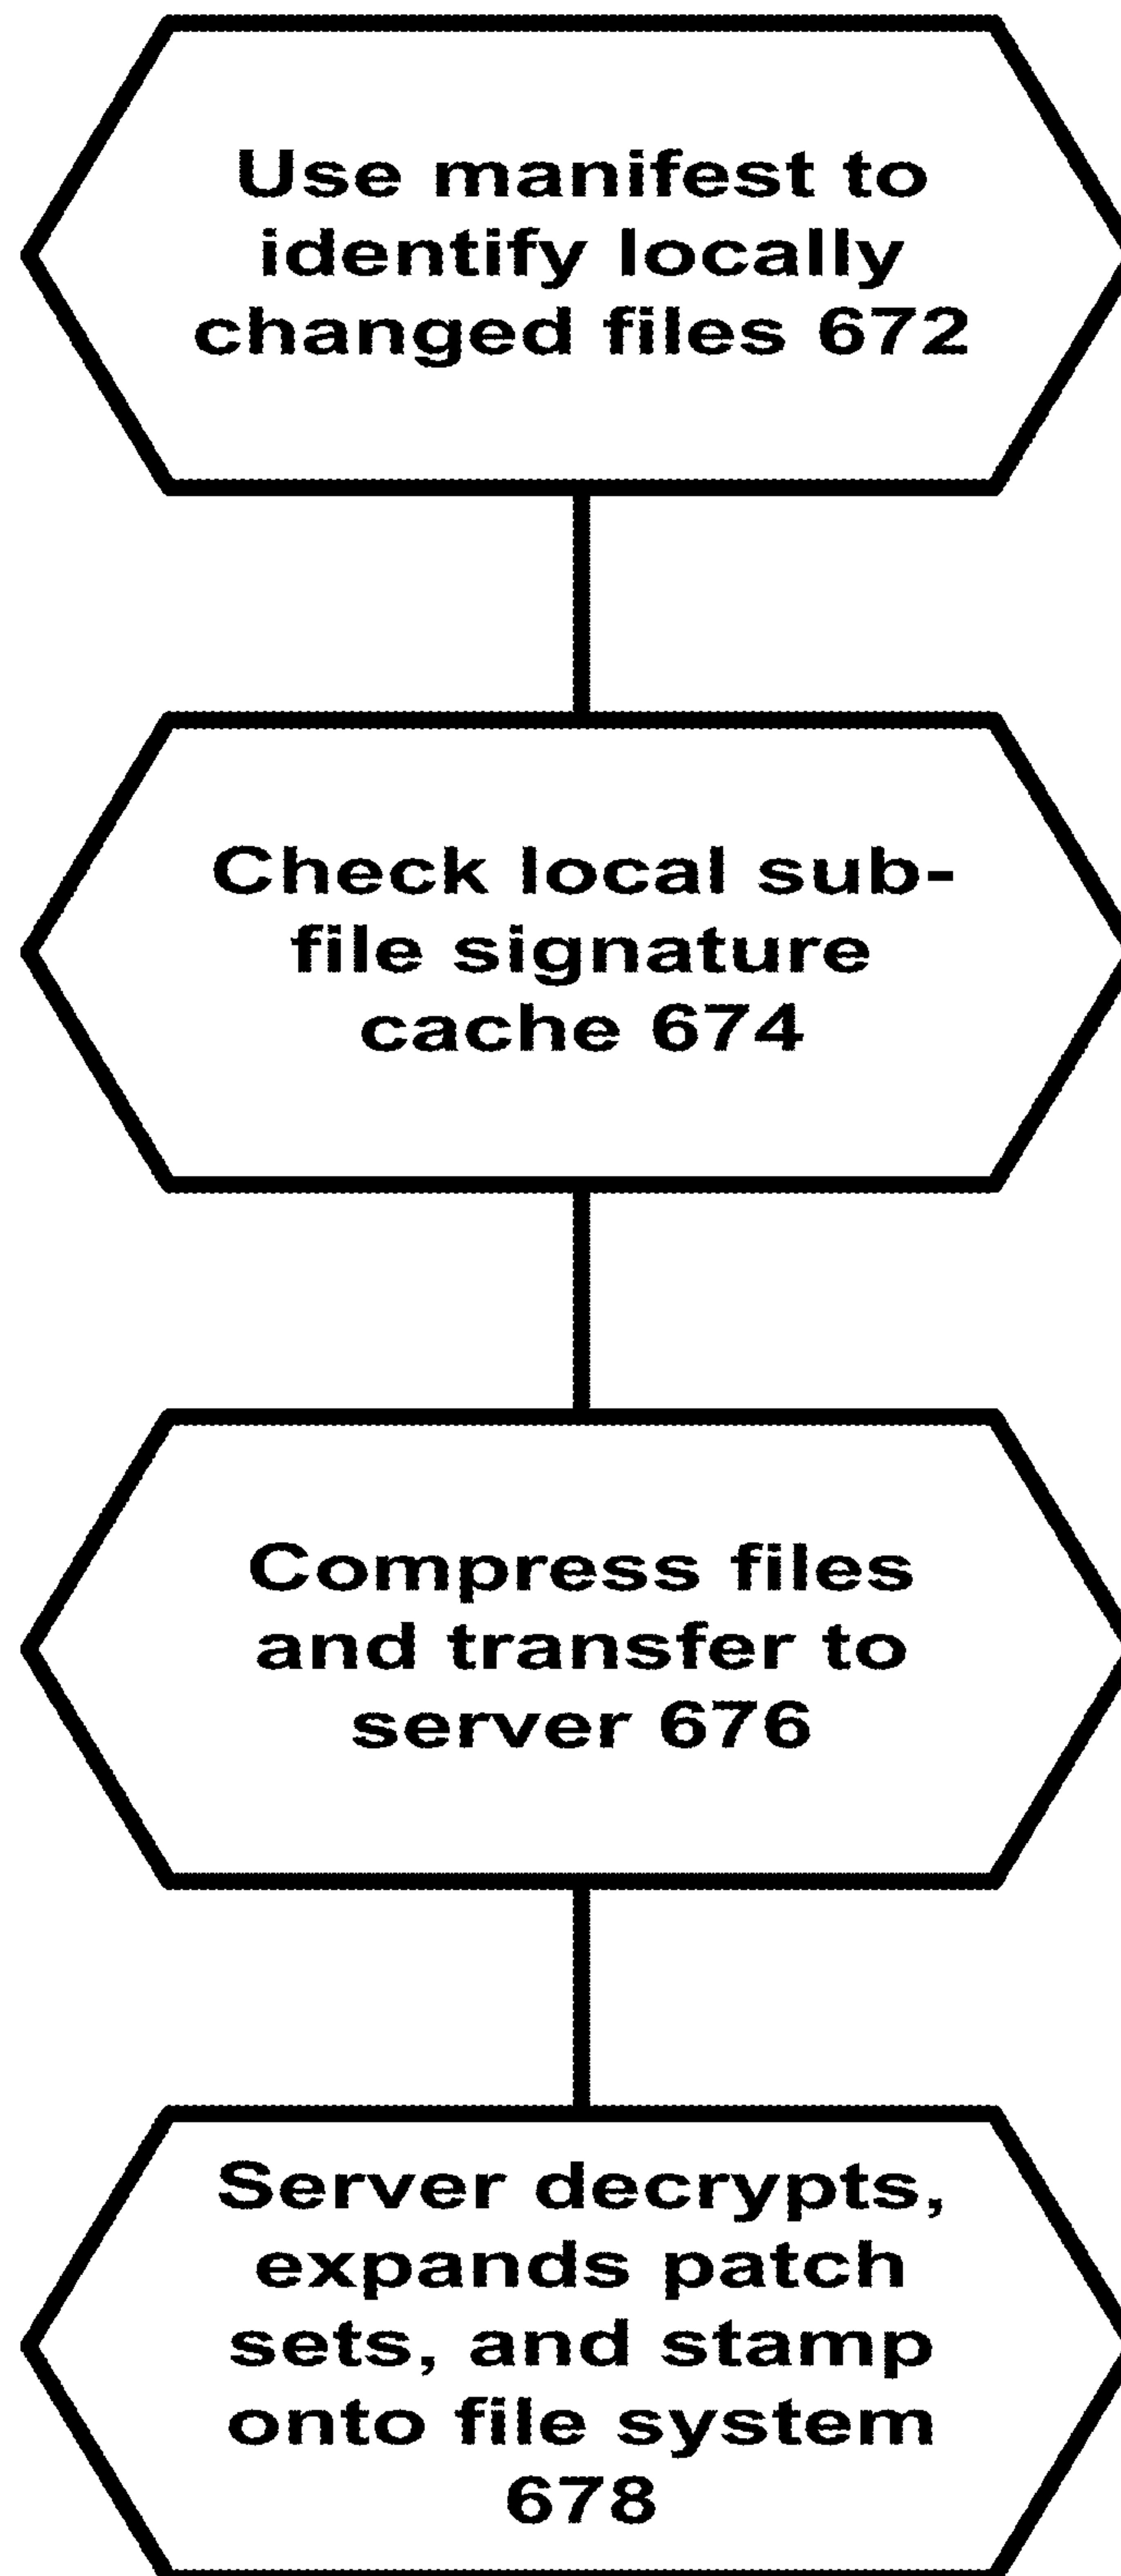 Use manifest to
identify locally
changed files 672
Check local sub-
file signature
cache 674
Compress files
and transfer to
server 676
Server decrypts,
expands patch
sets, and stamp
onto file system
678